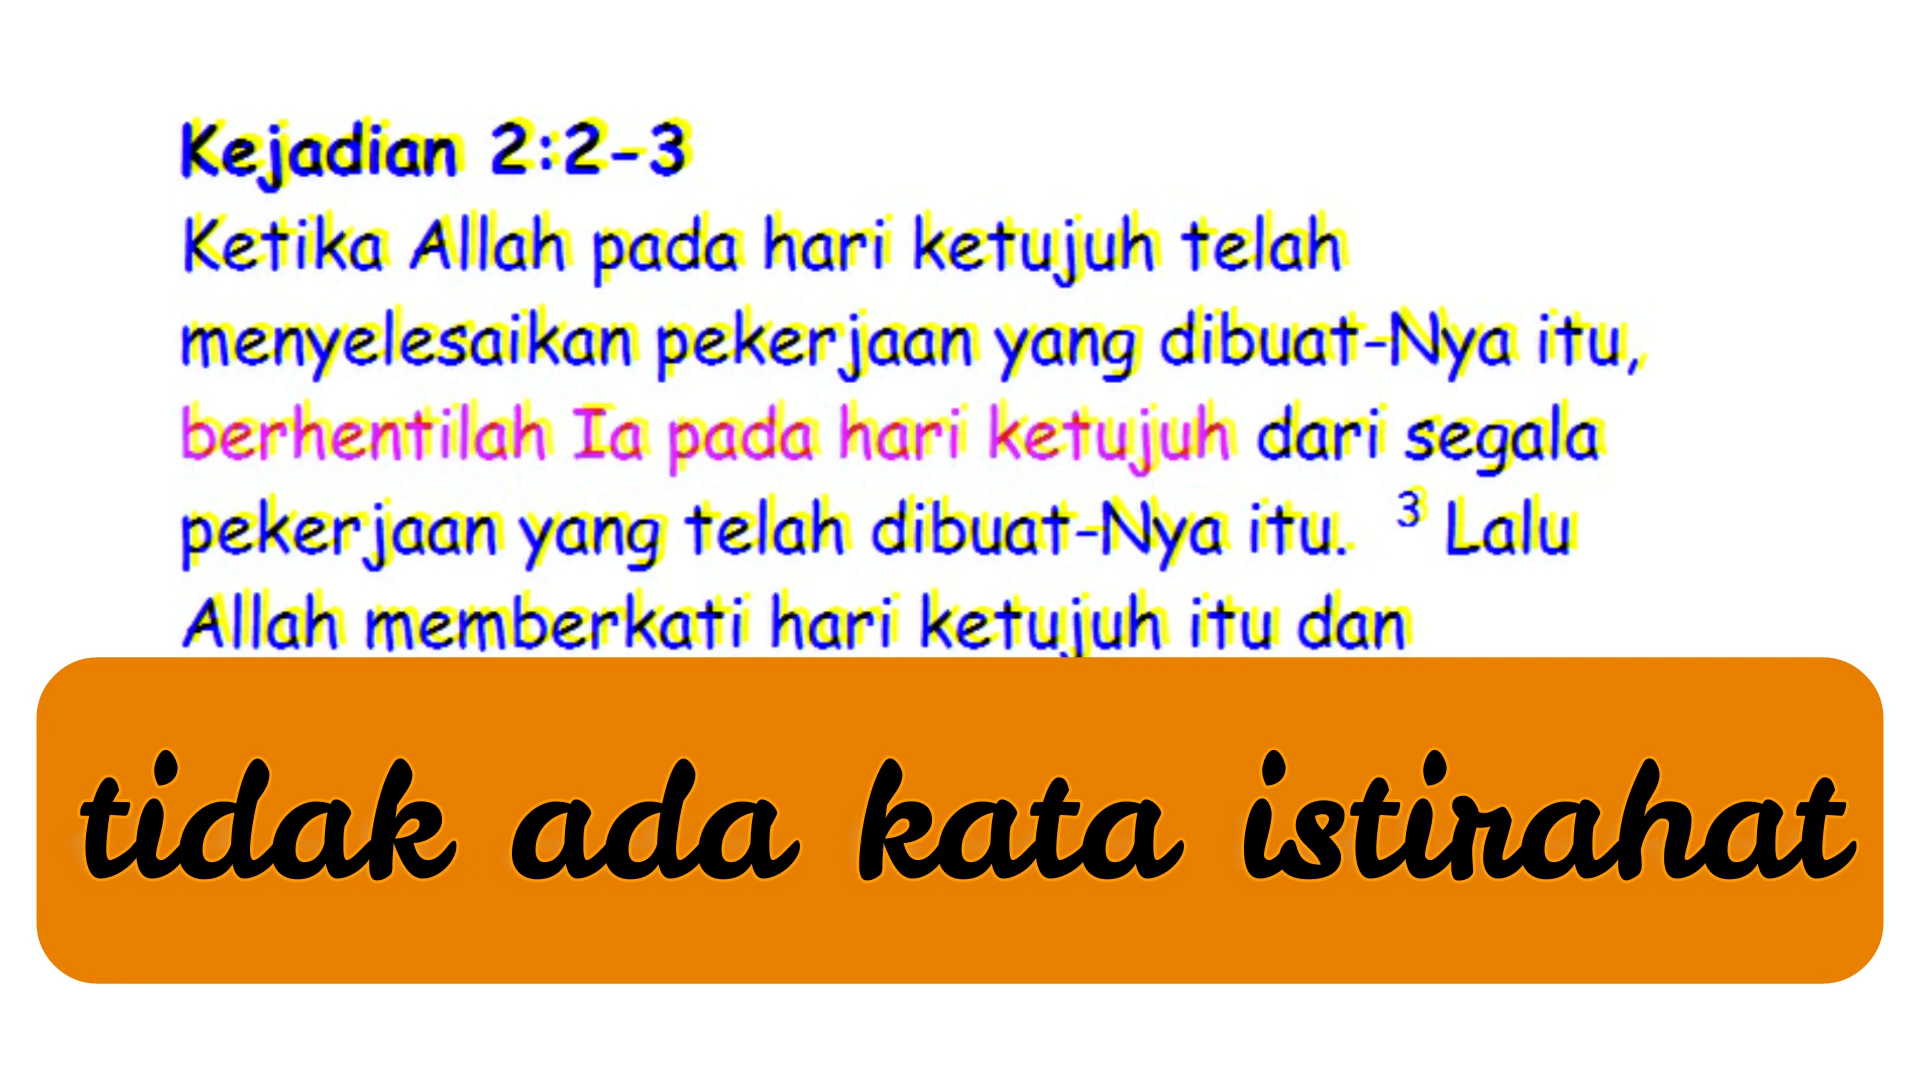 Kejadian 2:2-3
Ketika Allah pada hari ketujuh telah
menyelesaikan pekerjaan yang dibuat-Nya itu,
berhentilah Ia pada hari ketujuh dari segala
pekerjaan yang telah dibuat-Nya itu. ³ Lalu
Allah memberkati hari ketujuh itu dan
tidak ada kata istirahat